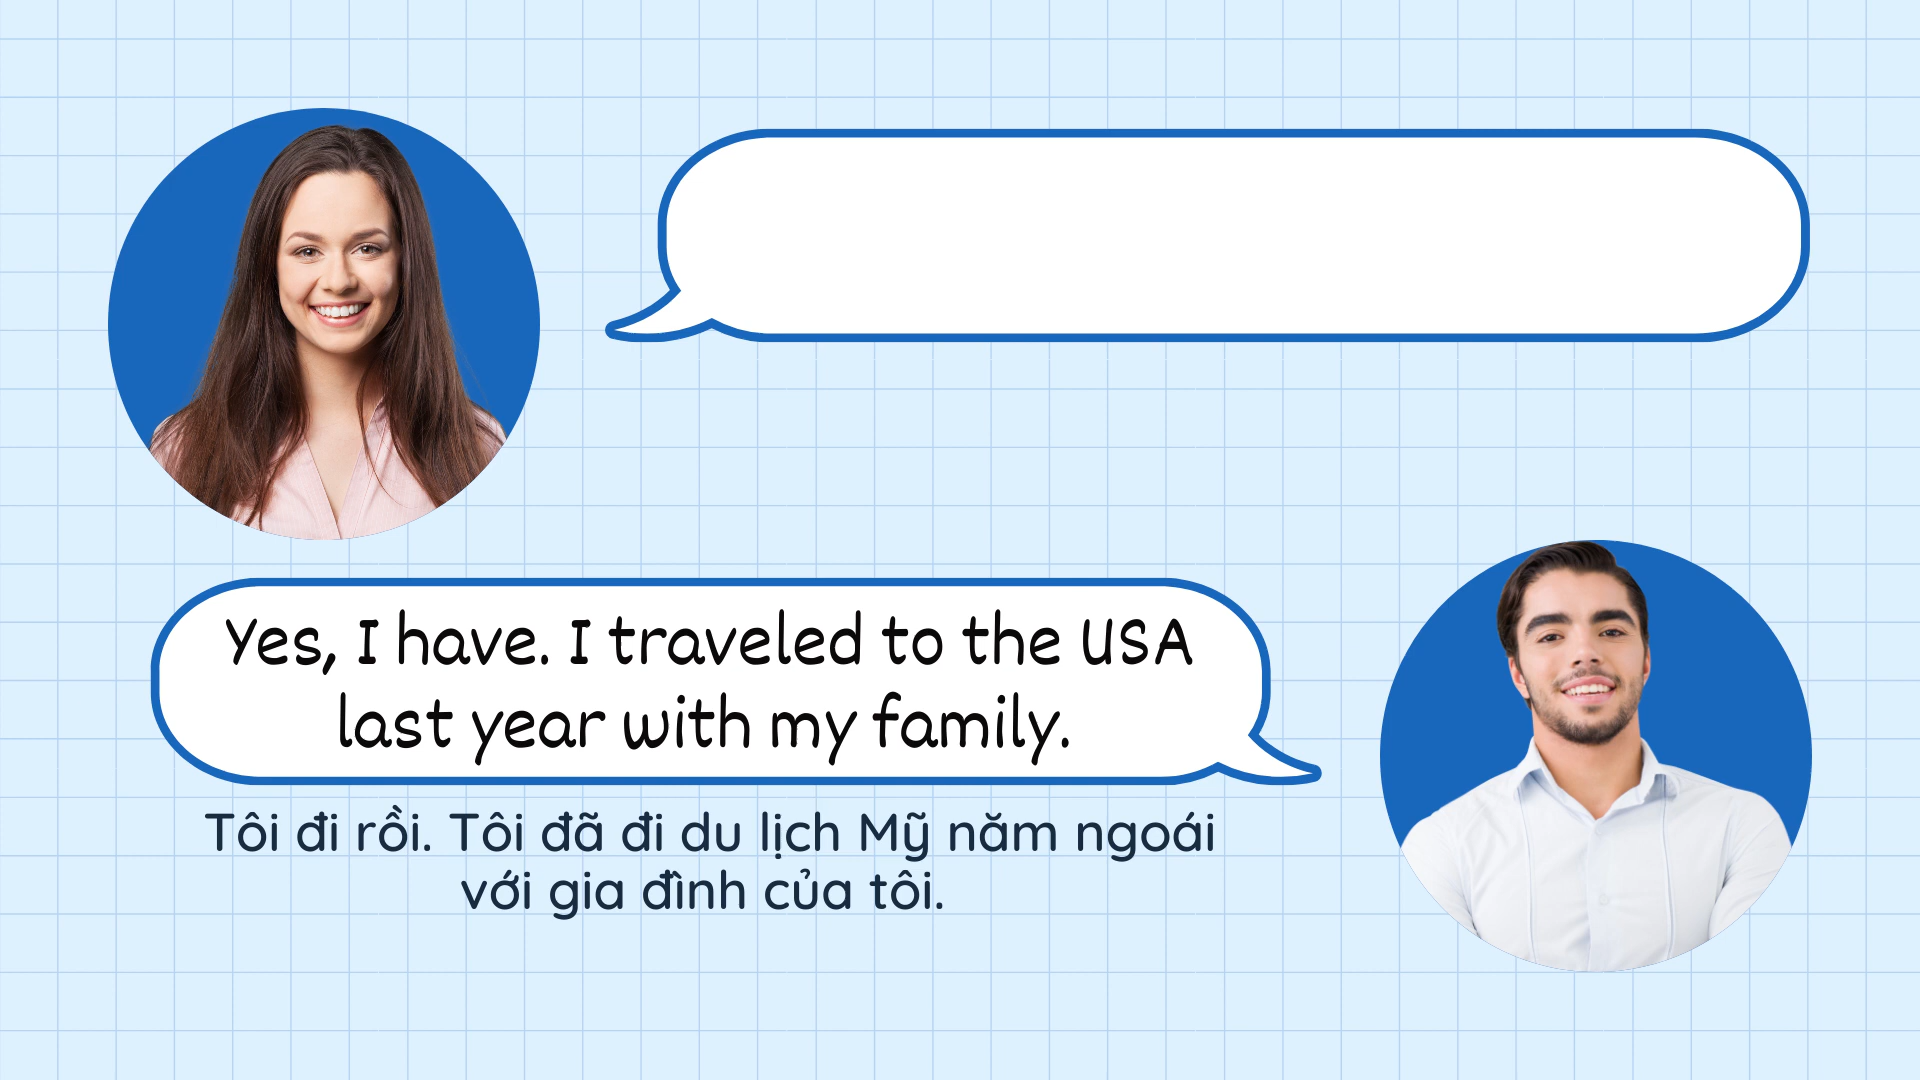 Yes, I have. I traveled to the USA
last year with my family.
Tôi đi rồi. Tôi đã đi du lịch Mỹ năm ngoái
với gia đình của tôi.